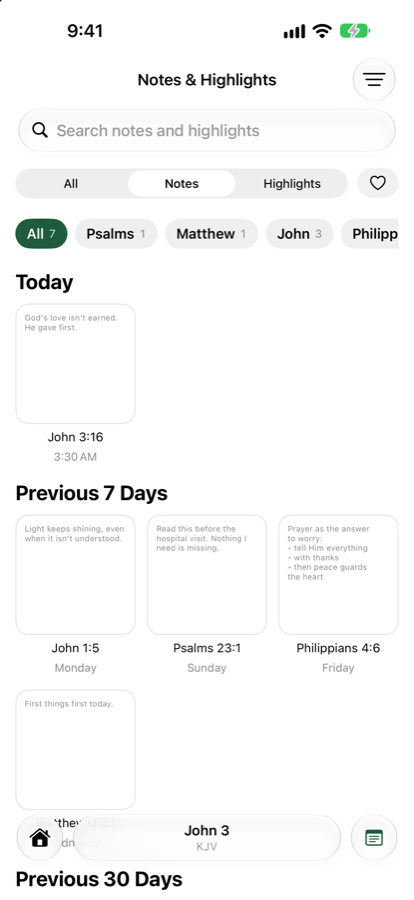 9:41
Notes & Highlights
Search notes and highlights
All
Notes
Highlights
All 7
Psalms 1
Matthew 1
John 3
Philipp
Today
God's love isn't earned.
He gave first.
John 3:16
3:30 AM
Previous 7 Days
Light keeps shining, even
when it isn't understood.
John 1:5
Monday
Read this before the
hospital visit. Nothing I
need is missing.
Psalms 23:1
Sunday
Prayer as the answer
to worry:
• tell Him everything
• with thanks
• then peace guards
the heart
Philippians 4:6
Friday
First things first today.
John 3
KJV
Previous 30 Days